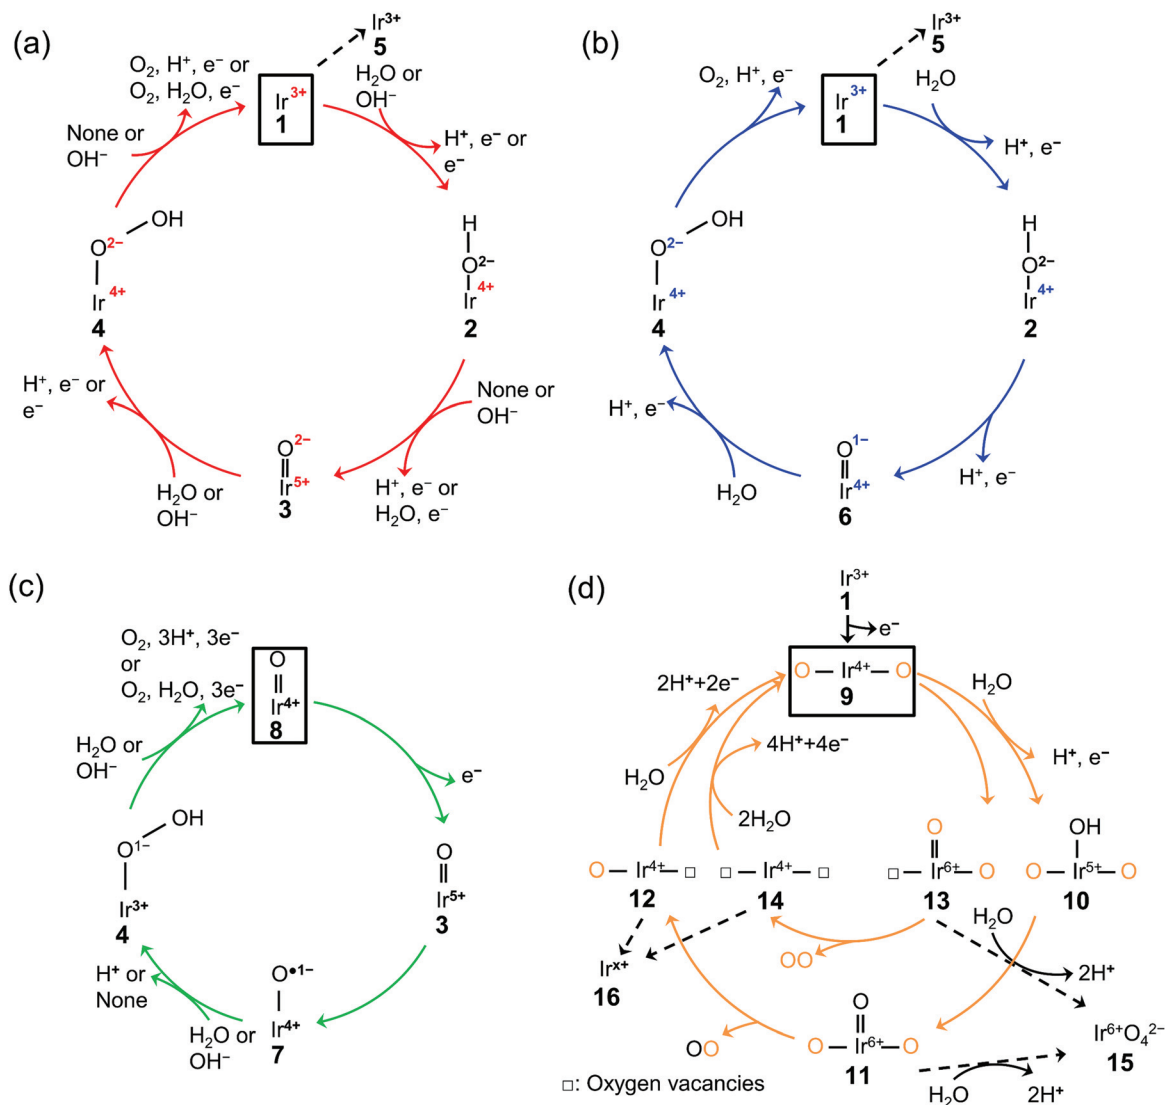 (a)
Ir³⁺
5
O₂, H⁺, e⁻ or
O₂, H₂O, e⁻
Ir³⁺
1
H₂O or
OH⁻
None or
OH⁻
H⁺, e⁻ or
e⁻
OH
O²⁻
Ir⁴⁺
4
H
O²⁻
Ir⁴⁺
2
H⁺, e⁻ or
e⁻
None or
OH⁻
O²⁻
Ir⁵⁺
3
H₂O or
OH⁻
H⁺, e⁻ or
H₂O, e⁻
(b)
Ir³⁺
5
O₂, H⁺, e⁻
Ir³⁺
1
H₂O
H⁺, e⁻
OH
O²⁻
Ir⁴⁺
4
H
O²⁻
Ir⁴⁺
2
H⁺, e⁻
O¹⁻
Ir⁴⁺
6
H₂O
H⁺, e⁻
(c)
O₂, 3H⁺, 3e⁻
or
O₂, H₂O, 3e⁻
O
Ir⁴⁺
8
H₂O or
OH⁻
e⁻
OH
O¹⁻
Ir³⁺
4
O
Ir⁵⁺
3
H⁺ or
None
O•¹⁻
Ir⁴⁺
7
H₂O or
OH⁻
(d)
Ir³⁺
1
e⁻
2H⁺+2e⁻
O Ir⁴⁺ O
9
H₂O
H₂O
4H⁺+4e⁻
H⁺, e⁻
2H₂O
O
OH
O Ir⁴⁺ □
12
□ Ir⁴⁺ □
14
□ Ir⁶⁺ O
13
O Ir⁵⁺ O
10
H₂O
Irˣ⁺
16
OO
2H⁺
O
O Ir⁶⁺ O
11
OO
Ir⁶⁺O₄²⁻
15
H₂O
2H⁺
□: Oxygen vacancies